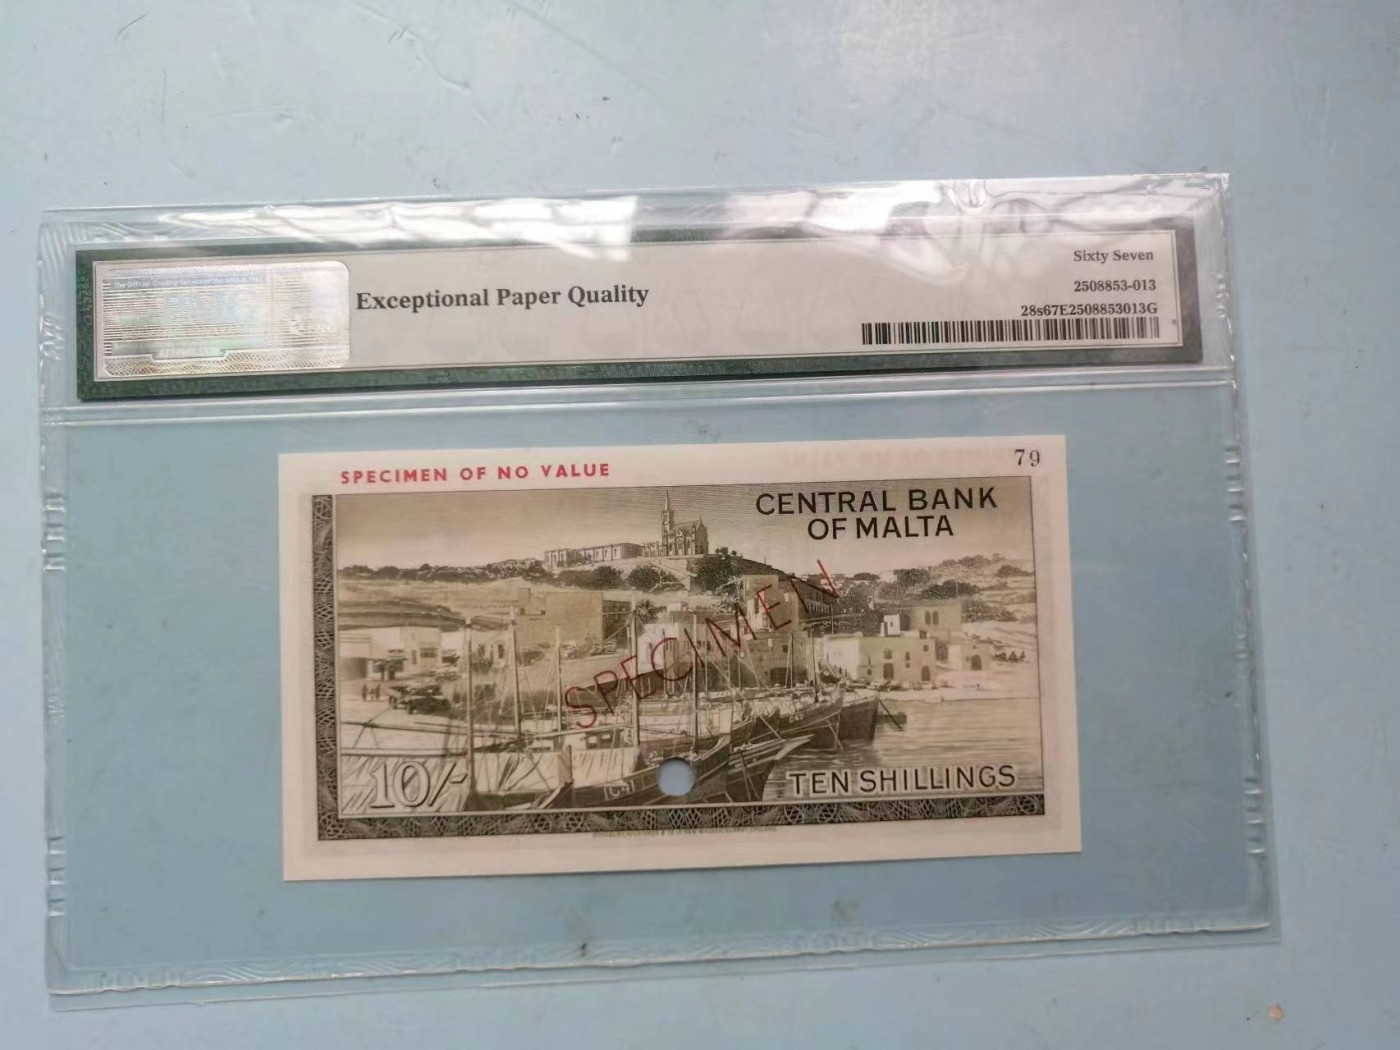 Exceptional Paper Quality
Sixty Seven
2508853-013
28s67E2508853013G
SPECIMEN OF NO VALUE
79
CENTRAL BANK
OF MALTA
SPECIMEN
10/-
TEN SHILLINGS